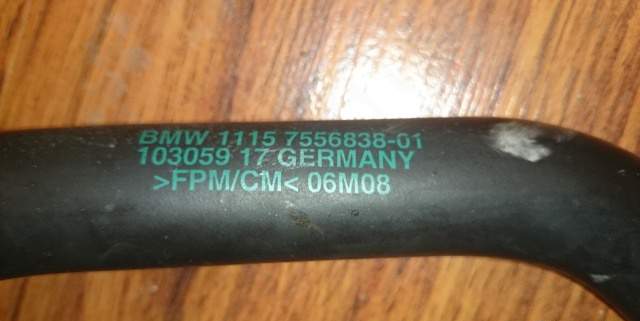 BMW 1115 7556838-01
103059 17 GERMANY
>FPM/CM< 06M08